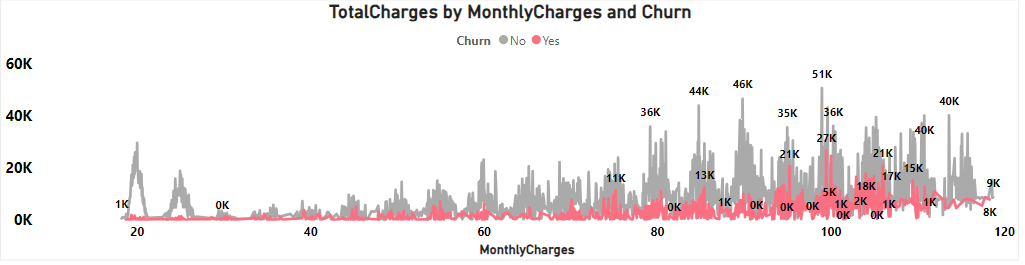 TotalCharges by MonthlyCharges and Churn
Churn No Yes
60K
40K
20K
0K
1K
0K
11K
36K
0K
44K
13K
1K
46K
0K
35K
21K
0K
0K
51K
36K
27K
5K
1K
0K
2K
18K
0K
21K
17K
1K
15K
40K
1K
40K
9K
8K
20
40
60
80
100
120
MonthlyCharges